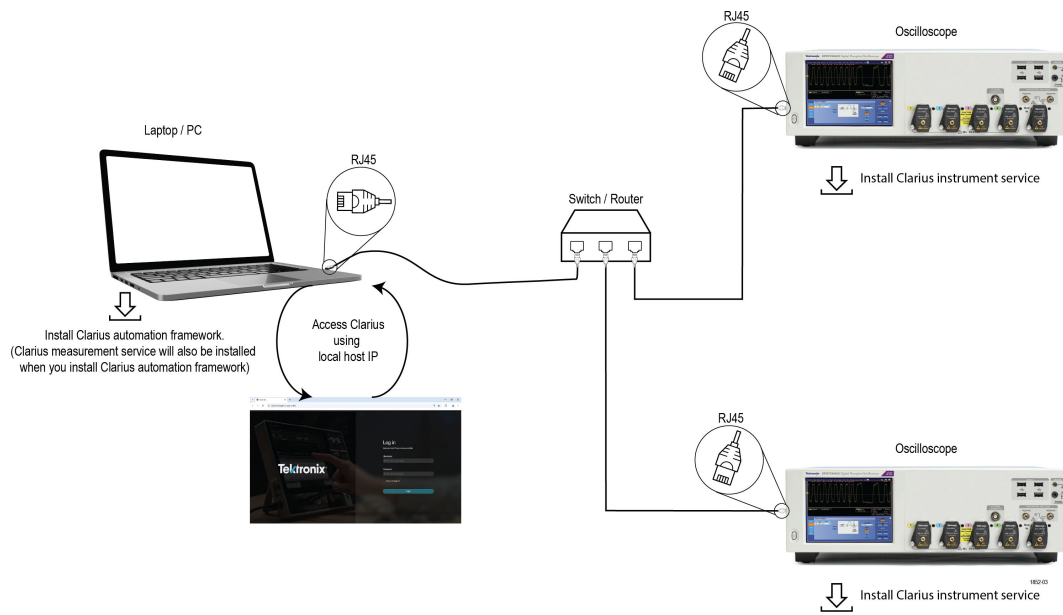 RJ45
Oscilloscope
Install Clarius instrument service
Laptop / PC
RJ45
Switch / Router
Install Clarius automation framework.
(Clarius measurement service will also be installed
when you install Clarius automation framework)
Access Clarius
using
local host IP
Tektronix
Log in
RJ45
Oscilloscope
1852-03
Install Clarius instrument service